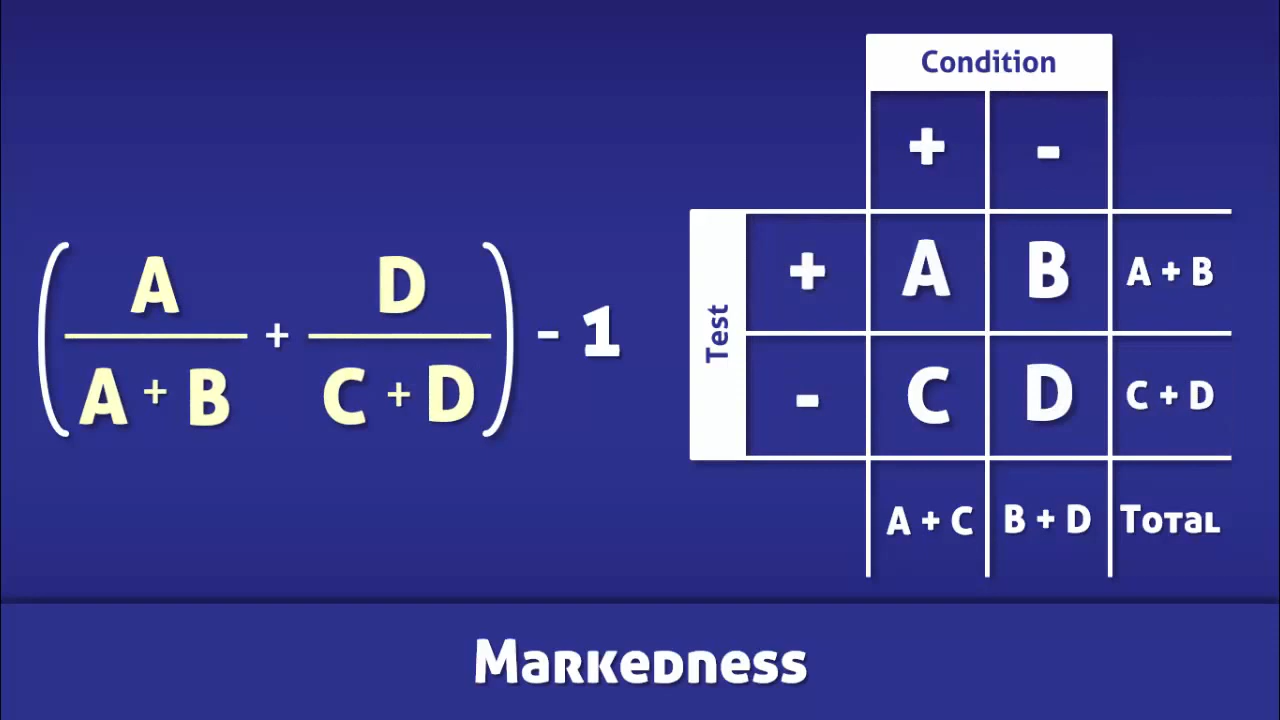 Condition
+ -
( A / A + B + D / C + D ) - 1
Test
+ A B A + B
- C D C + D
A + C B + D Total
Markedness